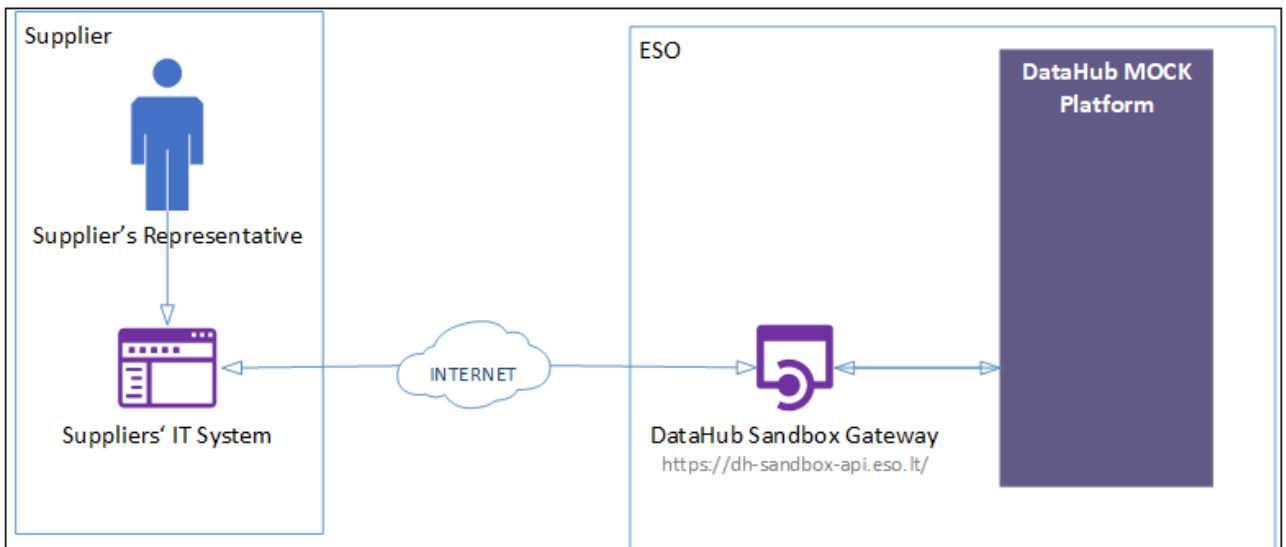 Supplier
ESO
DataHub MOCK
Platform
Supplier’s Representative
INTERNET
Suppliers‘ IT System
DataHub Sandbox Gateway
https://dh-sandbox-api.eso.lt/